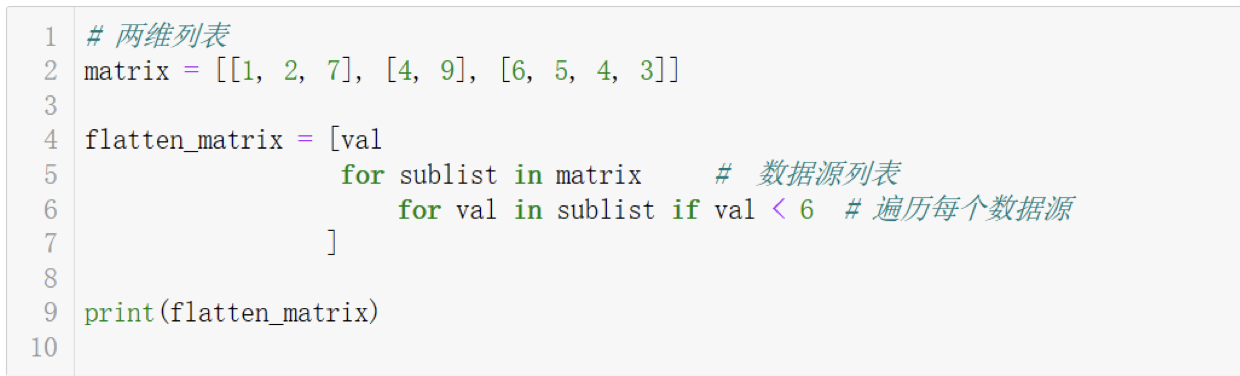 1 # 两维列表
2 matrix = [[1, 2, 7], [4, 9], [6, 5, 4, 3]]
3
4 flatten_matrix = [val
5 for sublist in matrix # 数据源列表
6 for val in sublist if val < 6 # 遍历每个数据源
7 ]
8
9 print(flatten_matrix)
10